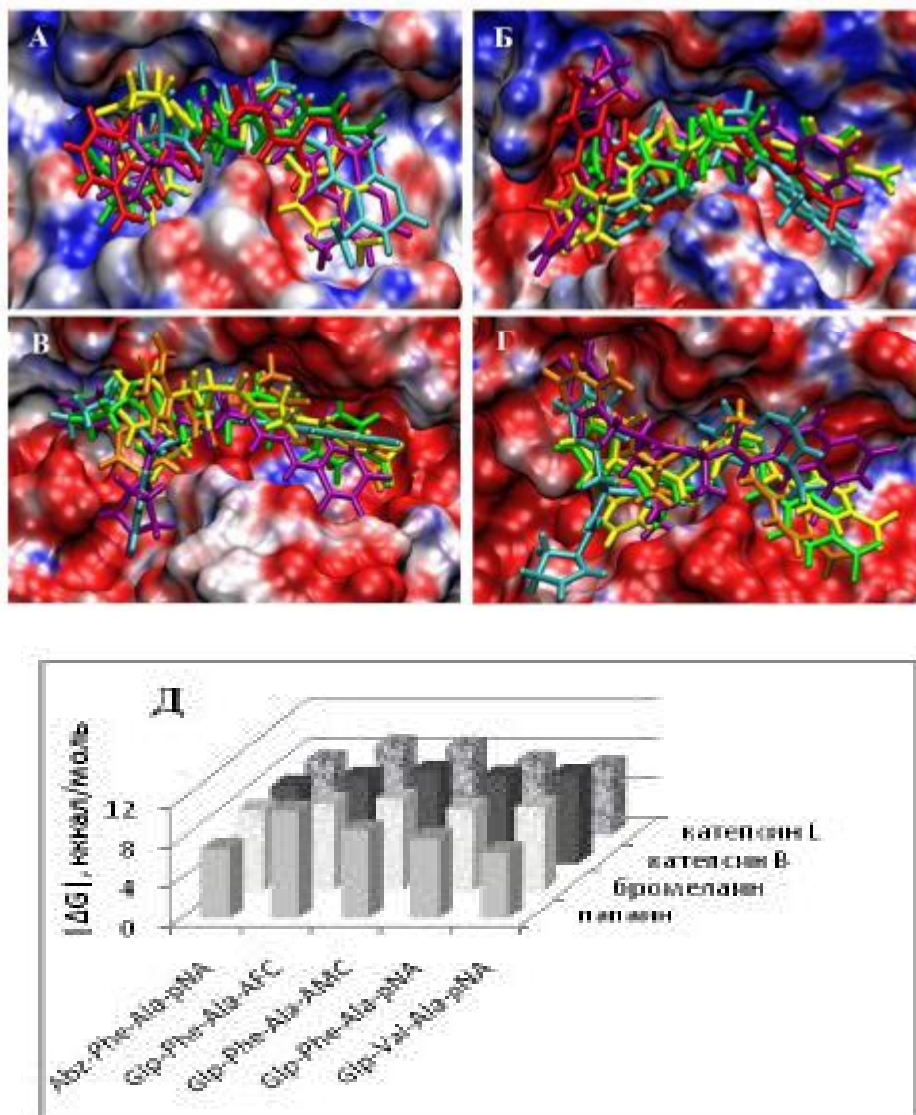 А
Б
В
Г
Д
|ΔG|, ккал/моль
12
8
4
0
катепсин L
катепсин B
бромелаин
папаин
Abz-Phe-Ala-pNA
Glp-Phe-Ala-AFC
Glp-Phe-Ala-AMC
Glp-Phe-Ala-pNA
Glp-Val-Ala-pNA